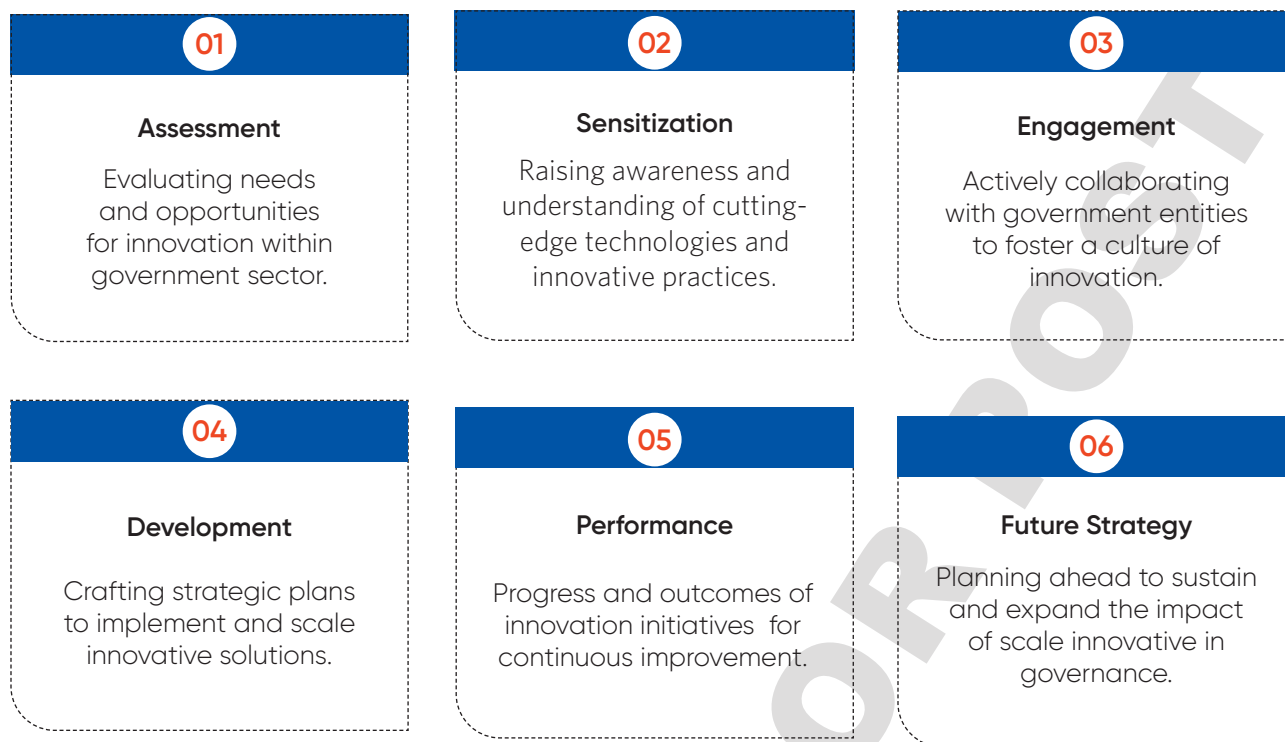 01
Assessment
Evaluating needs
and opportunities
for innovation within
government sector.
02
Sensitization
Raising awareness and
understanding of cutting-
edge technologies and
innovative practices.
03
Engagement
Actively collaborating
with government entities
to foster a culture of
innovation.
04
Development
Crafting strategic plans
to implement and scale
innovative solutions.
05
Performance
Progress and outcomes of
innovation initiatives for
continuous improvement.
06
Future Strategy
Planning ahead to sustain
and expand the impact
of scale innovative in
governance.
OR POST